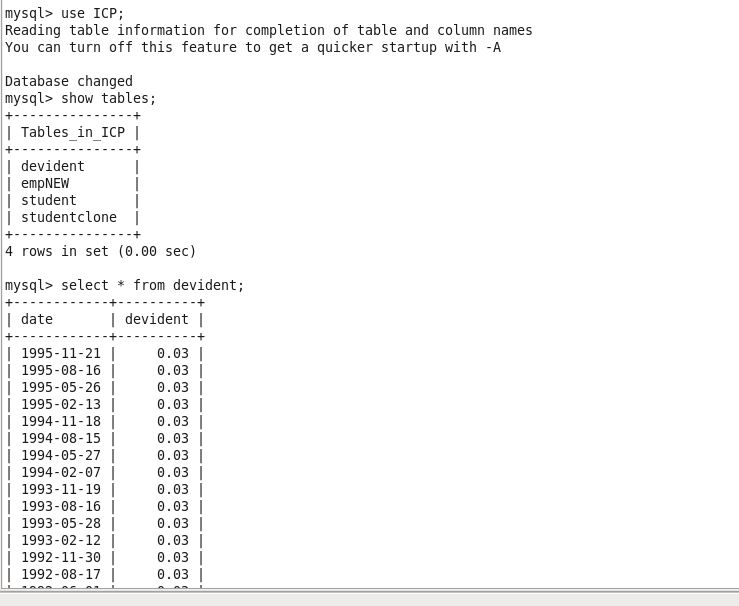 mysql> use ICP;
Reading table information for completion of table and column names
You can turn off this feature to get a quicker startup with -A

Database changed
mysql> show tables;
+---------------+
| Tables_in_ICP |
+---------------+
| devident      |
| empNEW        |
| student       |
| studentclone  |
+---------------+
4 rows in set (0.00 sec)

mysql> select * from devident;
+------------+----------+
| date       | devident |
+------------+----------+
| 1995-11-21 |     0.03 |
| 1995-08-16 |     0.03 |
| 1995-05-26 |     0.03 |
| 1995-02-13 |     0.03 |
| 1994-11-18 |     0.03 |
| 1994-08-15 |     0.03 |
| 1994-05-27 |     0.03 |
| 1994-02-07 |     0.03 |
| 1993-11-19 |     0.03 |
| 1993-08-16 |     0.03 |
| 1993-05-28 |     0.03 |
| 1993-02-12 |     0.03 |
| 1992-11-30 |     0.03 |
| 1992-08-17 |     0.03 |